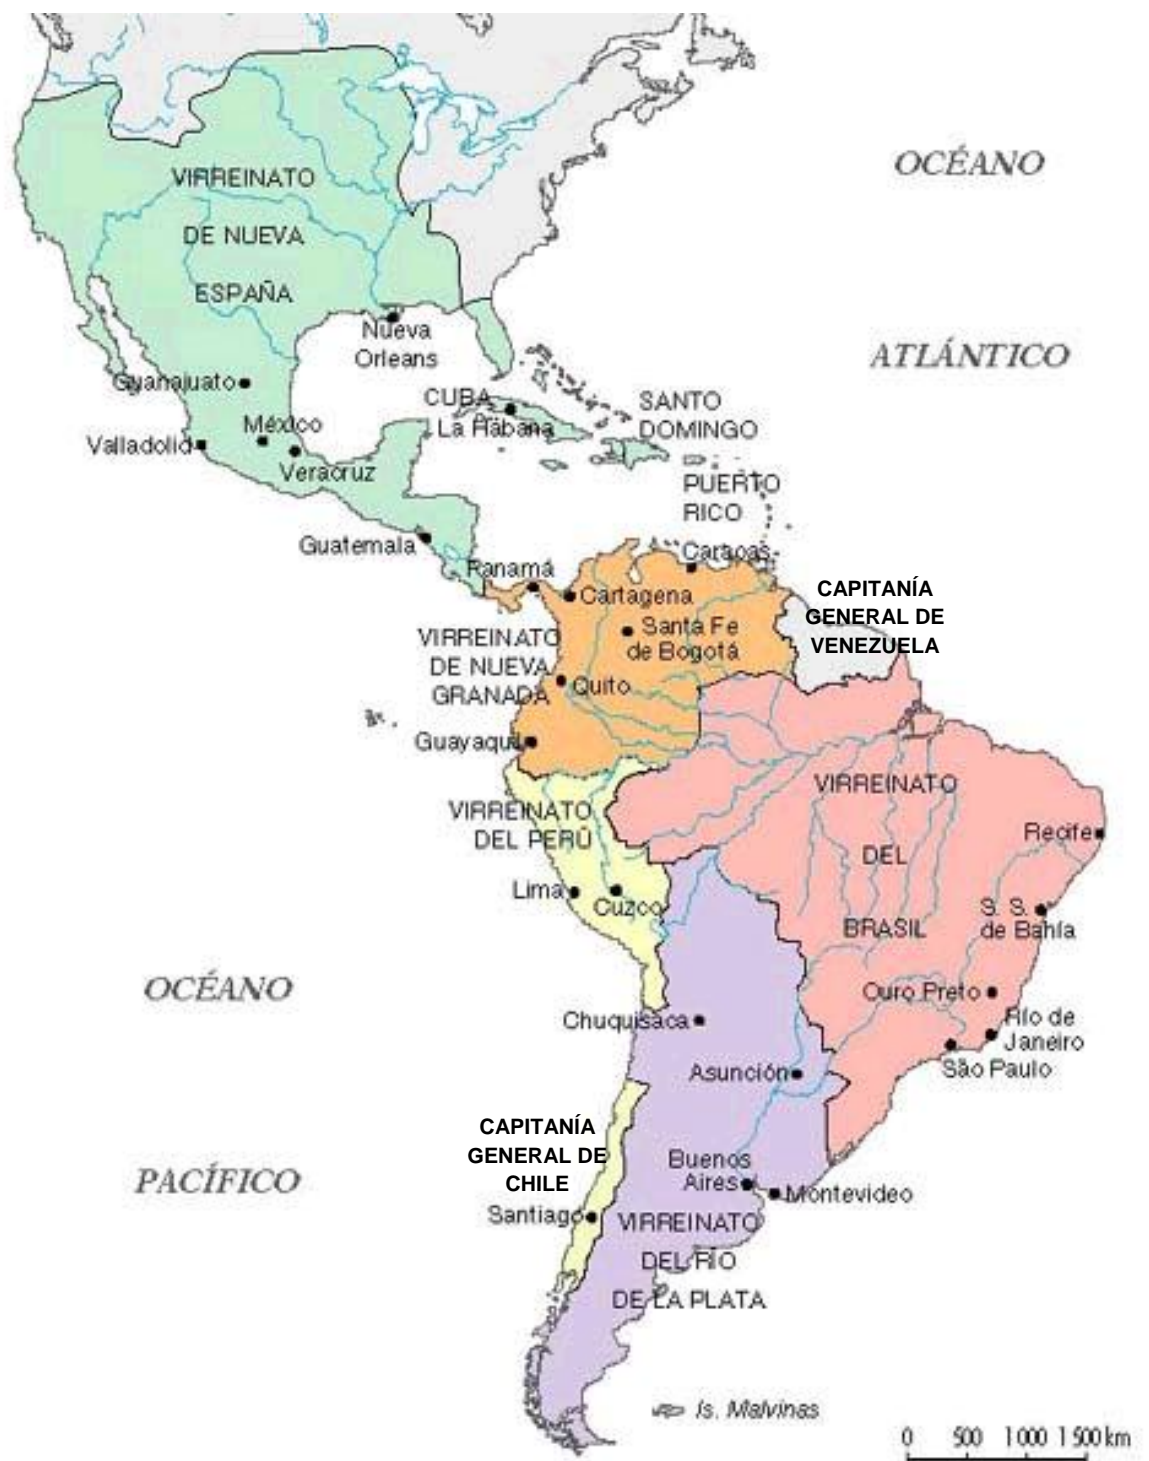 OCÉANO
VIRREINATO
DE NUEVA
ESPAÑA
ATLÁNTICO
Nueva
Orleans
Guanajuato
CUBA
La Habana
SANTO
DOMINGO
México
Valladolid
Veracruz
PUERTO
RICO
Guatemala
Panamá
Caracas
Cartagena
CAPITANÍA
GENERAL DE
VENEZUELA
Santa Fe
de Bogotá
VIRREINATO
DE NUEVA
GRANADA
Quito
Guayaquil
VIRREINATO
DEL PERÚ
VIRREINATO
DEL
BRASIL
Recife
Lima
Cuzco
S. S.
de Bahía
OCÉANO
Ouro Preto
Chuquisaca
Río de
Janeiro
São Paulo
Asunción
CAPITANÍA
GENERAL DE
CHILE
PACÍFICO
Buenos
Aires
Montevideo
Santiago
VIRREINATO
DEL RÍO
DE LA PLATA
Is. Malvinas
0 500 1 000 1 500 km